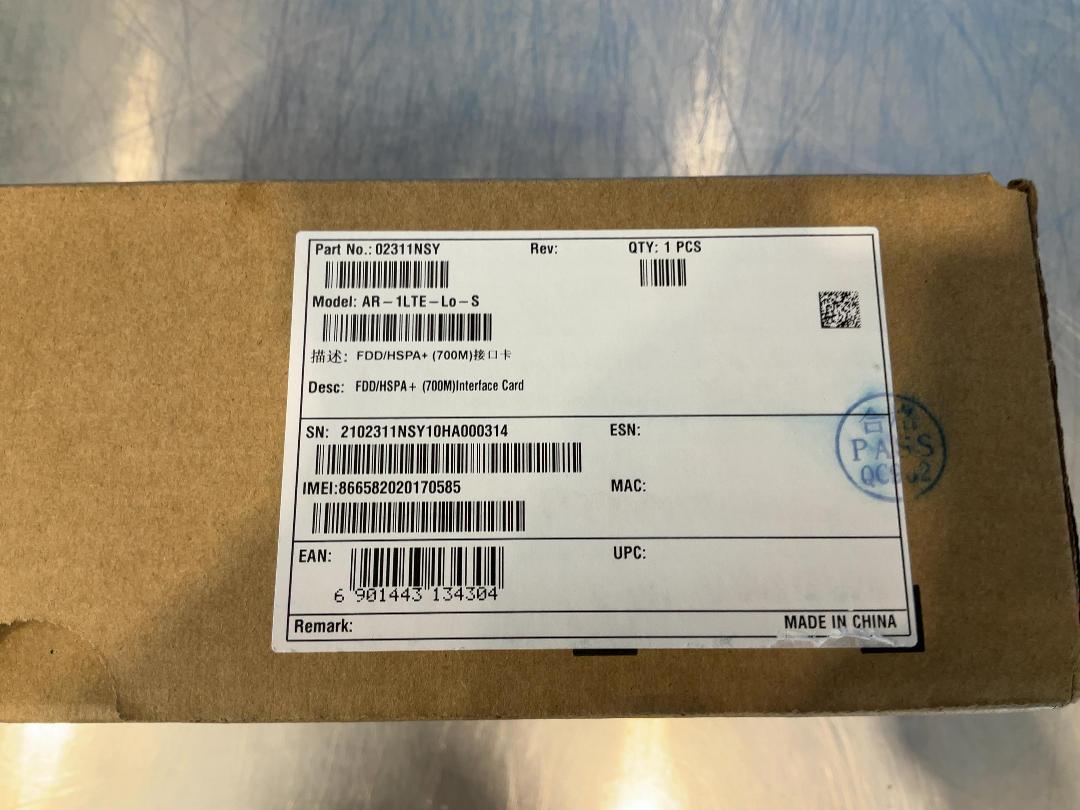 Part No.: 02311NSY Rev: QTY: 1 PCS
Model: AR-1LTE-Lo-S
描述: FDD/HSPA+ (700M)接口卡
Desc: FDD/HSPA+ (700M)Interface Card
SN: 2102311NSY10HA000314 ESN:
IMEI:866582020170585 MAC:
EAN: UPC:
6 901443 134304
Remark: MADE IN CHINA
合格
PASS